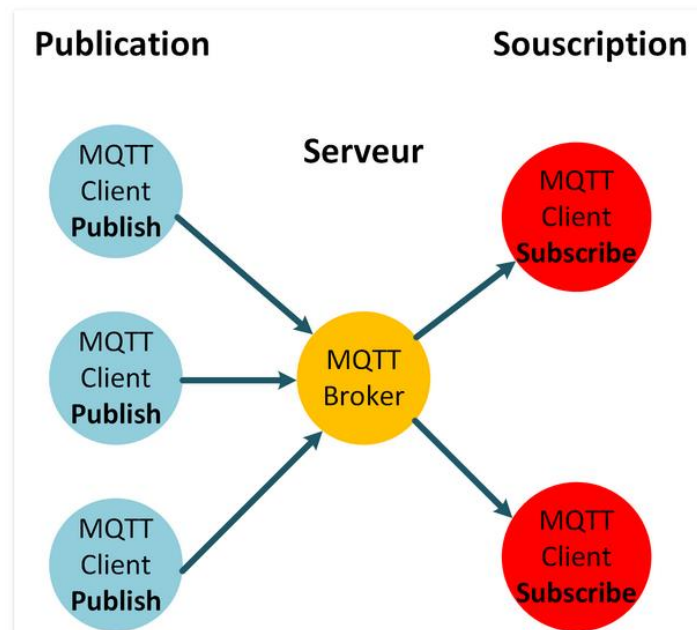 Publication
Souscription
Serveur
MQTT
Client
Publish
MQTT
Client
Publish
MQTT
Client
Publish
MQTT
Broker
MQTT
Client
Subscribe
MQTT
Client
Subscribe